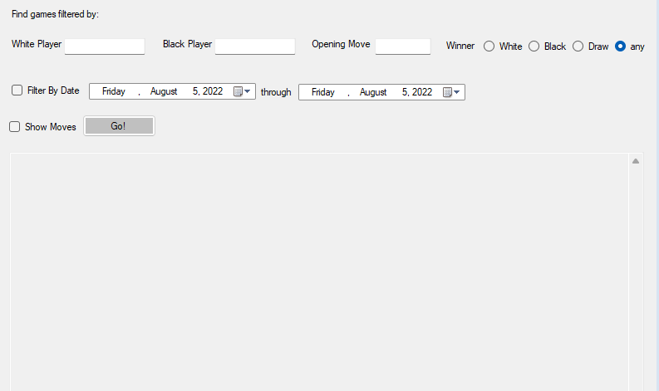 Find games filtered by:
White Player Black Player Opening Move Winner White Black Draw any
Filter By Date Friday , August 5, 2022 through Friday , August 5, 2022
Show Moves Go!